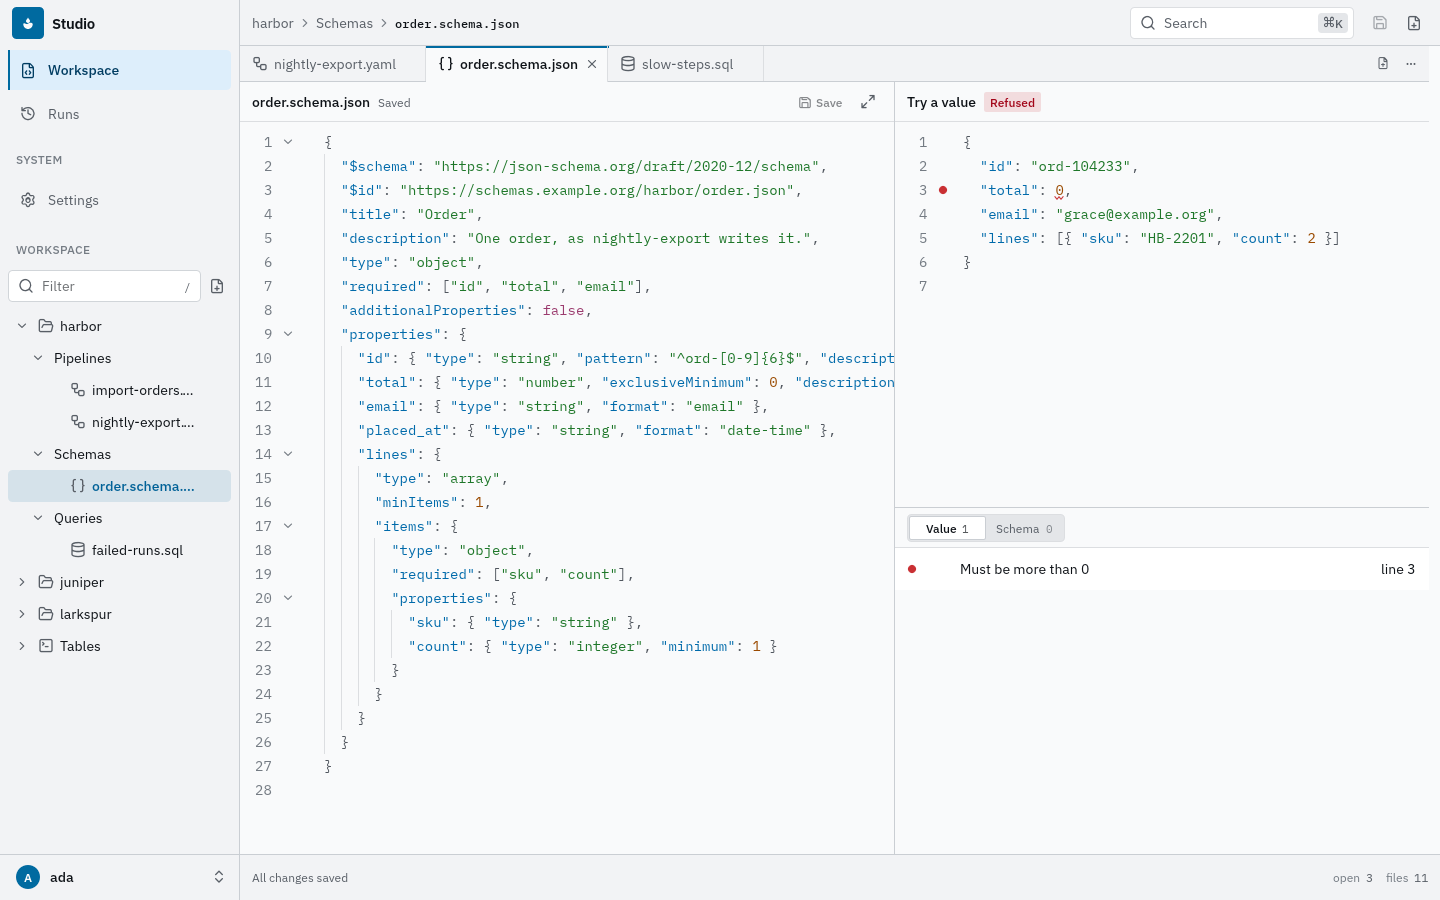 Studio
harbor
Schemas
order.schema.json
Search
⌘K
Workspace
Runs
SYSTEM
Settings
WORKSPACE
Filter
/
harbor
Pipelines
import-orders....
nightly-export....
Schemas
order.schema....
Queries
failed-runs.sql
juniper
larkspur
Tables
A
ada
nightly-export.yaml
order.schema.json
slow-steps.sql
order.schema.json Saved
Save
1 {
2 "$schema": "https://json-schema.org/draft/2020-12/schema",
3 "$id": "https://schemas.example.org/harbor/order.json",
4 "title": "Order",
5 "description": "One order, as nightly-export writes it.",
6 "type": "object",
7 "required": ["id", "total", "email"],
8 "additionalProperties": false,
9 "properties": {
10 "id": { "type": "string", "pattern": "^ord-[0-9]{6}$", "descript
11 "total": { "type": "number", "exclusiveMinimum": 0, "description
12 "email": { "type": "string", "format": "email" },
13 "placed_at": { "type": "string", "format": "date-time" },
14 "lines": {
15 "type": "array",
16 "minItems": 1,
17 "items": {
18 "type": "object",
19 "required": ["sku", "count"],
20 "properties": {
21 "sku": { "type": "string" },
22 "count": { "type": "integer", "minimum": 1 }
23 }
24 }
25 }
26 }
27 }
28
Try a value Refused
1 {
2 "id": "ord-104233",
3 "total": 0,
4 "email": "grace@example.org",
5 "lines": [{ "sku": "HB-2201", "count": 2 }]
6 }
7
Value 1
Schema 0
Must be more than 0
line 3
All changes saved
open 3
files 11